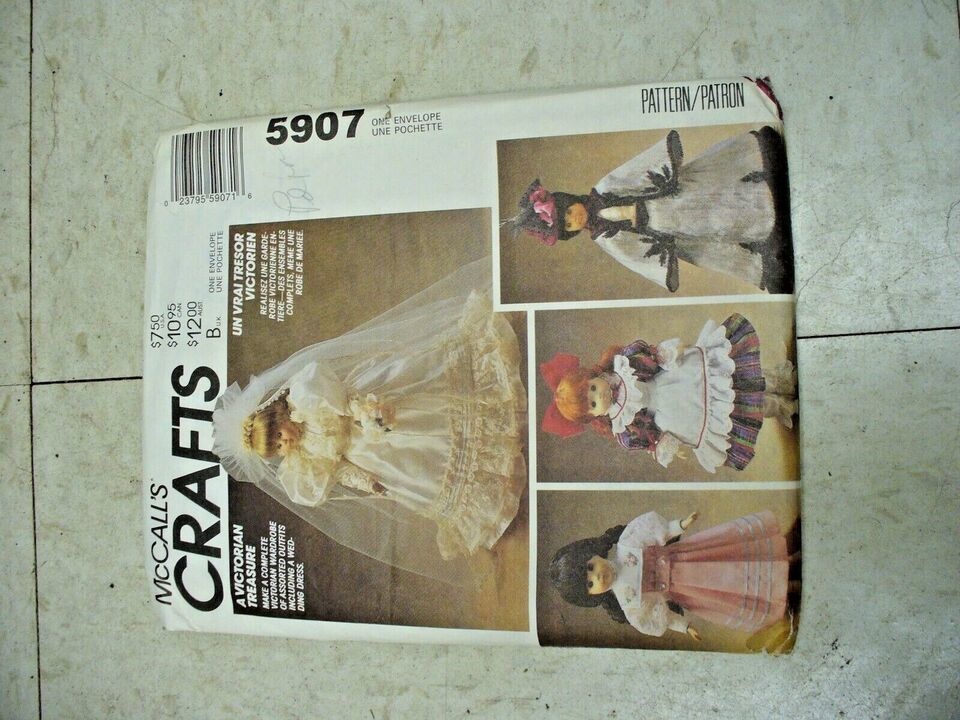 McCALL'S
CRAFTS
$750 U.S.A.
$1095 CAN
$1200 AUST
B U.K.
ONE ENVELOPE
UNE POCHETTE
0 23795 59071 6
5907
ONE ENVELOPE
UNE POCHETTE
PATTERN/PATRON
A VICTORIAN
TREASURE
MAKE A COMPLETE
VICTORIAN WARDROBE
OF ASSORTED OUTFITS
INCLUDING A WED-
DING DRESS.
UN VRAI TRESOR
VICTORIEN
REALISEZ UNE GARDE-
ROBE VICTORIENNE EN-
TIERE—DES ENSEMBLES
COMPLETS, MEME UNE
ROBE DE MARIEE.